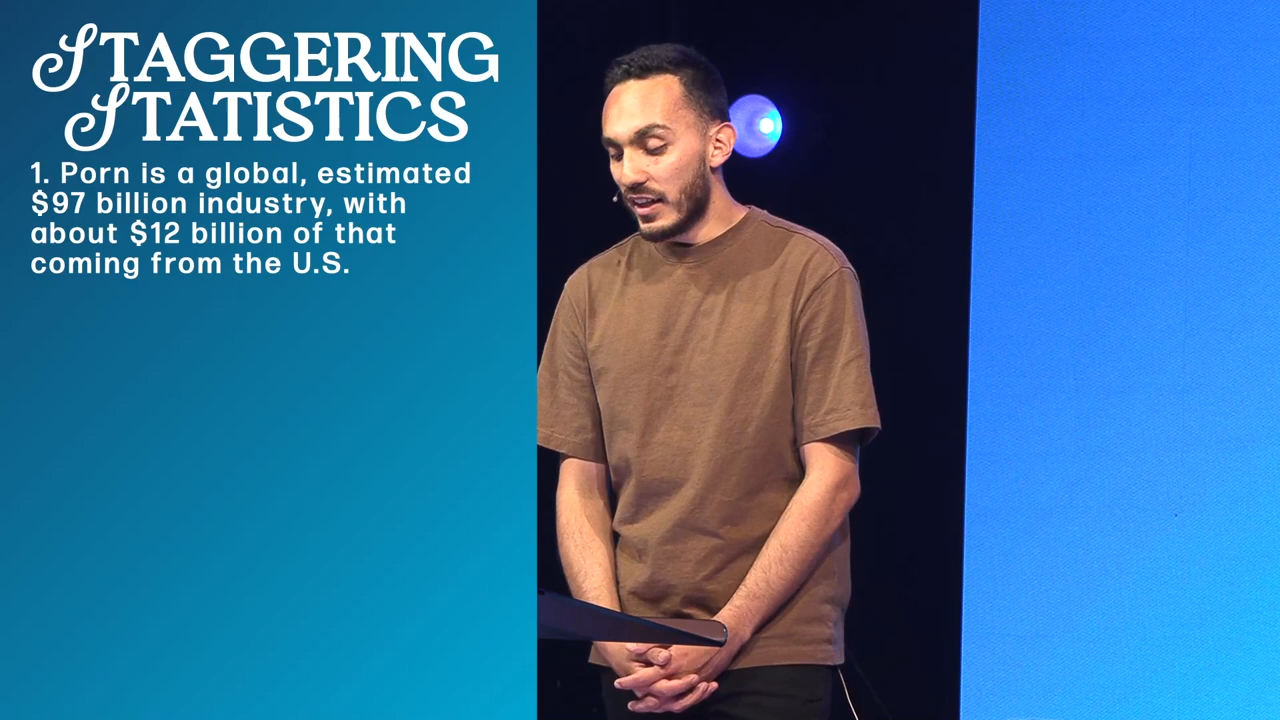 STAGGERING
STATISTICS
1. Porn is a global, estimated
$97 billion industry, with
about $12 billion of that
coming from the U.S.